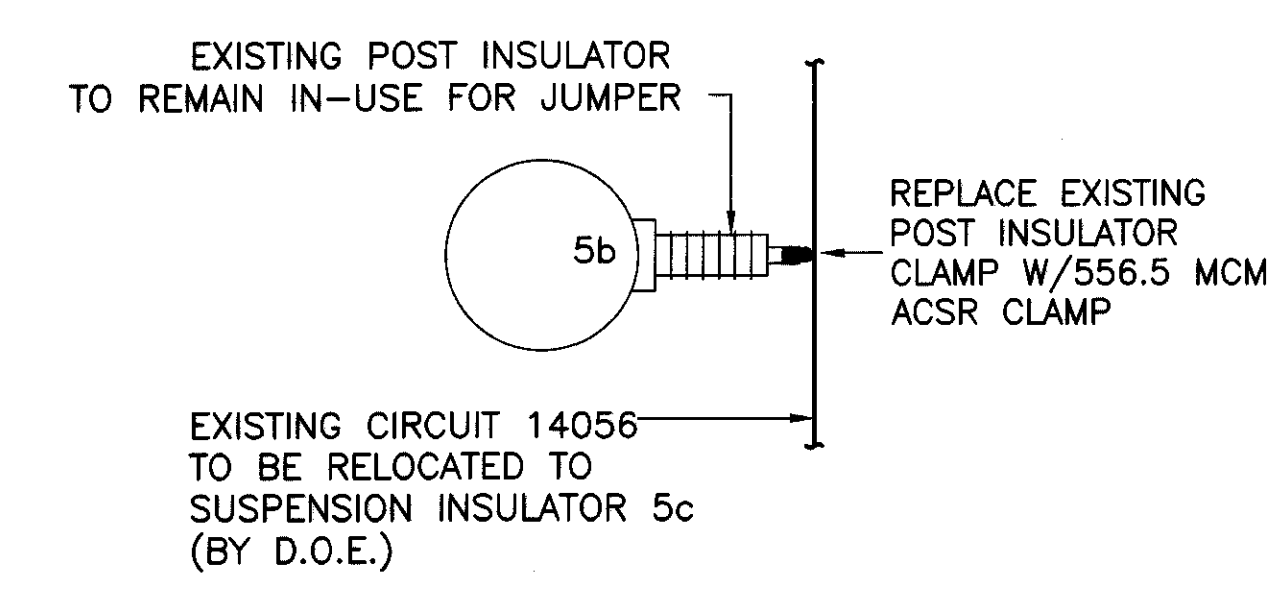 EXISTING POST INSULATOR
TO REMAIN IN-USE FOR JUMPER
5b
REPLACE EXISTING
POST INSULATOR
CLAMP W/556.5 MCM
ACSR CLAMP
EXISTING CIRCUIT 14056
TO BE RELOCATED TO
SUSPENSION INSULATOR 5c
(BY D.O.E.)